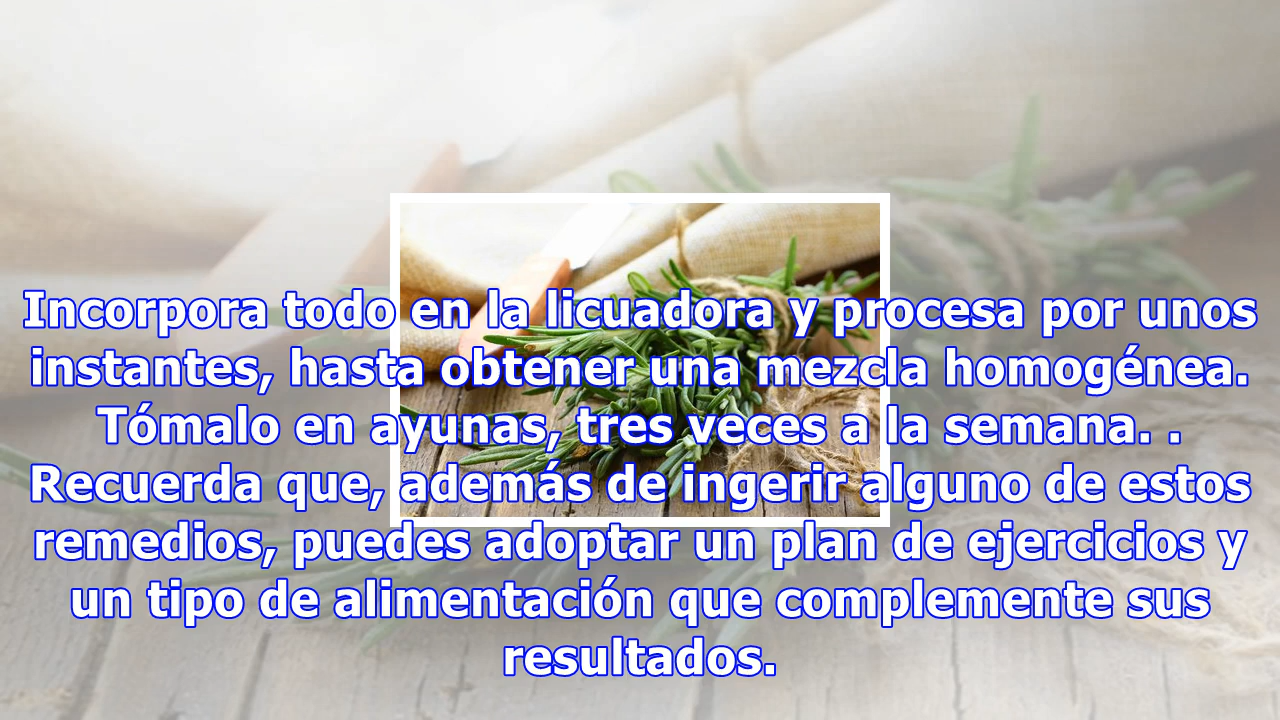 Incorpora todo en la licuadora y procesa por unos
instantes, hasta obtener una mezcla homogénea.
Tómalo en ayunas, tres veces a la semana. .
Recuerda que, además de ingerir alguno de estos
remedios, puedes adoptar un plan de ejercicios y
un tipo de alimentación que complemente sus
resultados.